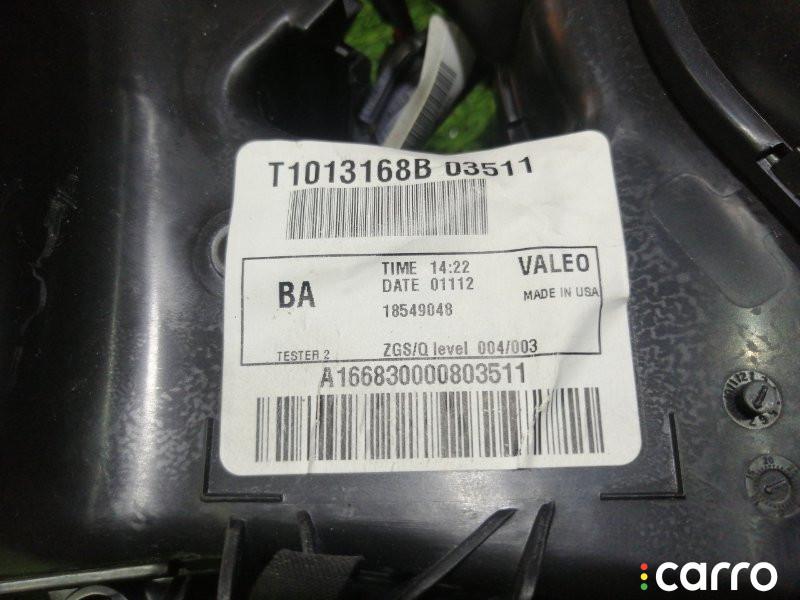 T1013168B 03511
BA
TIME 14:22
DATE 01112
18549048
VALEO
MADE IN USA
TESTER 2
ZGS/Q level 004/003
A166830000803511
carro